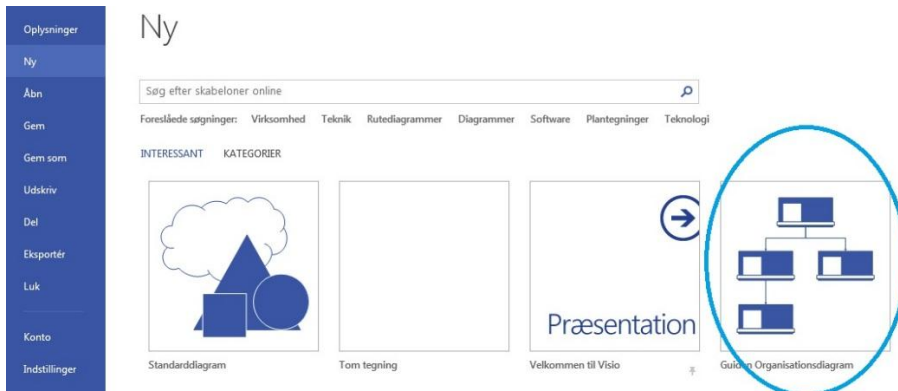 Oplysninger
Ny
Åbn
Gem
Gem som
Udskriv
Del
Eksportér
Luk
Konto
Indstillinger
Ny
Søg efter skabeloner online
Foreslåede søgninger: Virksomhed Teknik Rutediagrammer Diagrammer Software Plantegninger Teknologi
INTERESSANT KATEGORIER
Præsentation
Standarddiagram Tom tegning Velkommen til Visio Guiden Organisationsdiagram